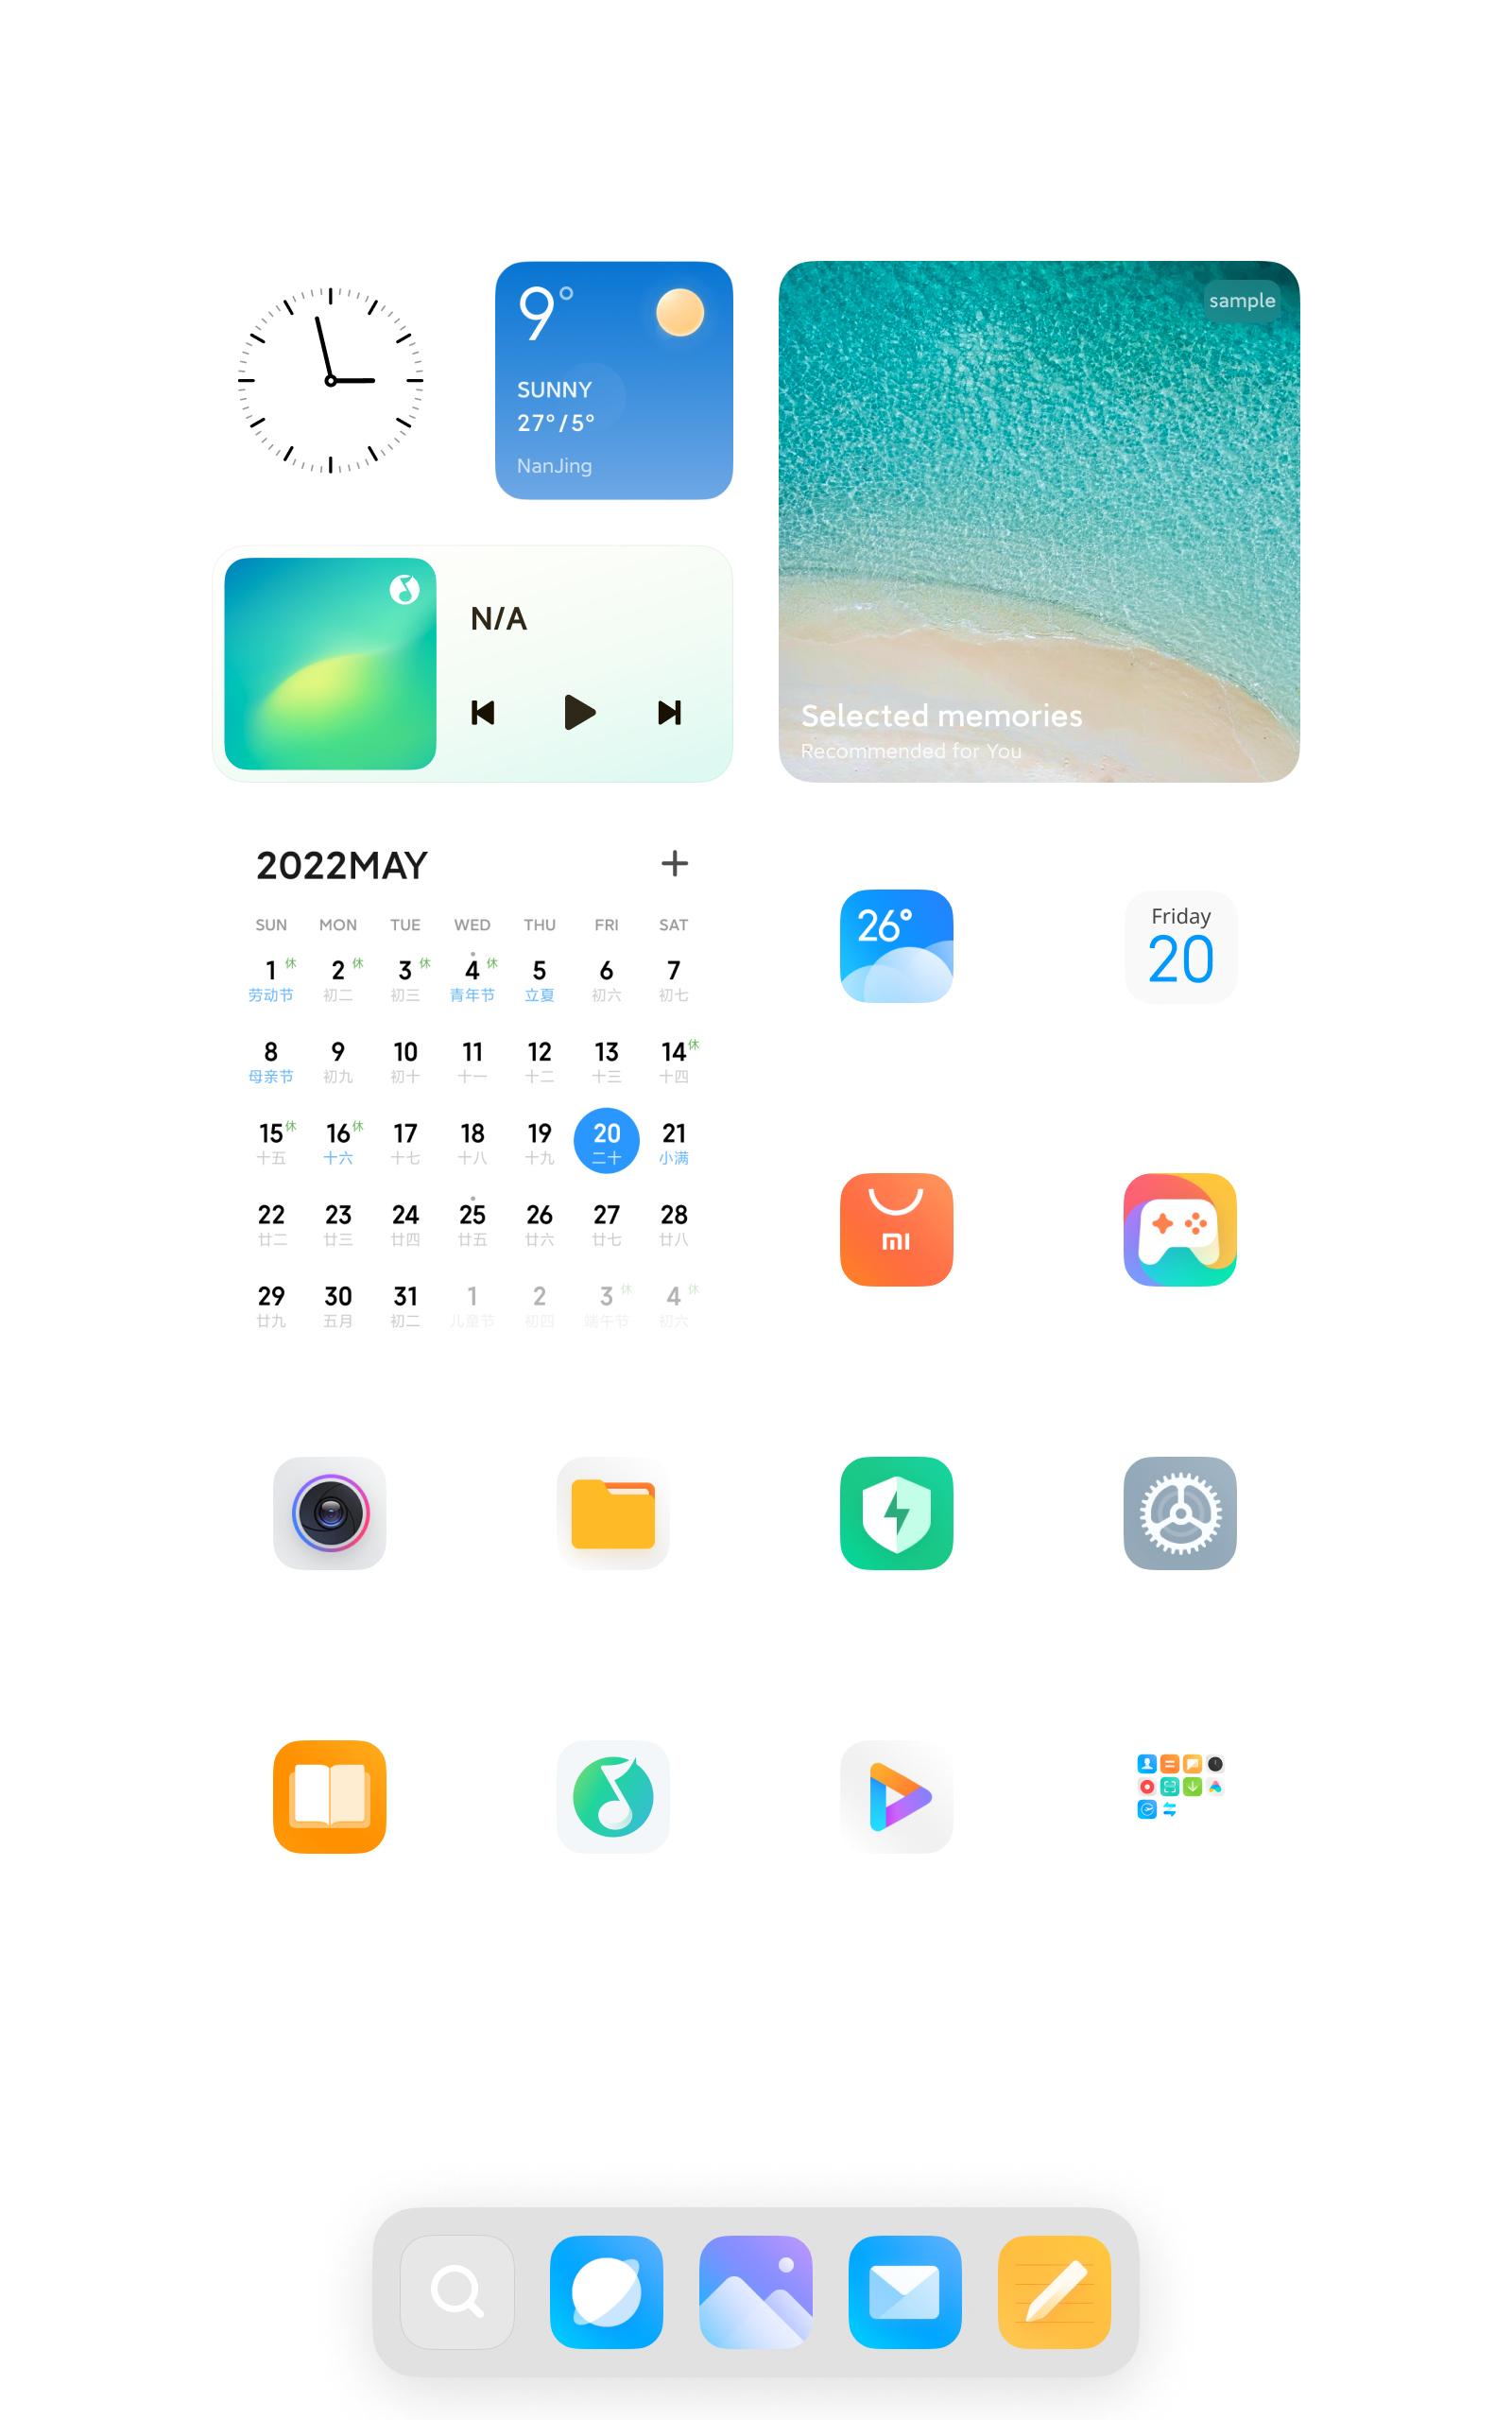 9°
SUNNY
27°/5°
NanJing
sample
Selected memories
Recommended for You
N/A
2022MAY
SUN MON TUE WED THU FRI SAT
1 休 2 休 3 休 4 休 5 6 7
劳动节 初二 初三 青年节 立夏 初六 初七
8 9 10 11 12 13 14 休
母亲节 初九 初十 十一 十二 十三 十四
15 休 16 休 17 18 19 20 21
十五 十六 十七 十八 十九 二十 小满
22 23 24 25 26 27 28
廿二 廿三 廿四 廿五 廿六 廿七 廿八
29 30 31 1 2 3 休 4 休
廿九 五月 初二 儿童节 初四 端午节 初六
26°
Friday
20
mi